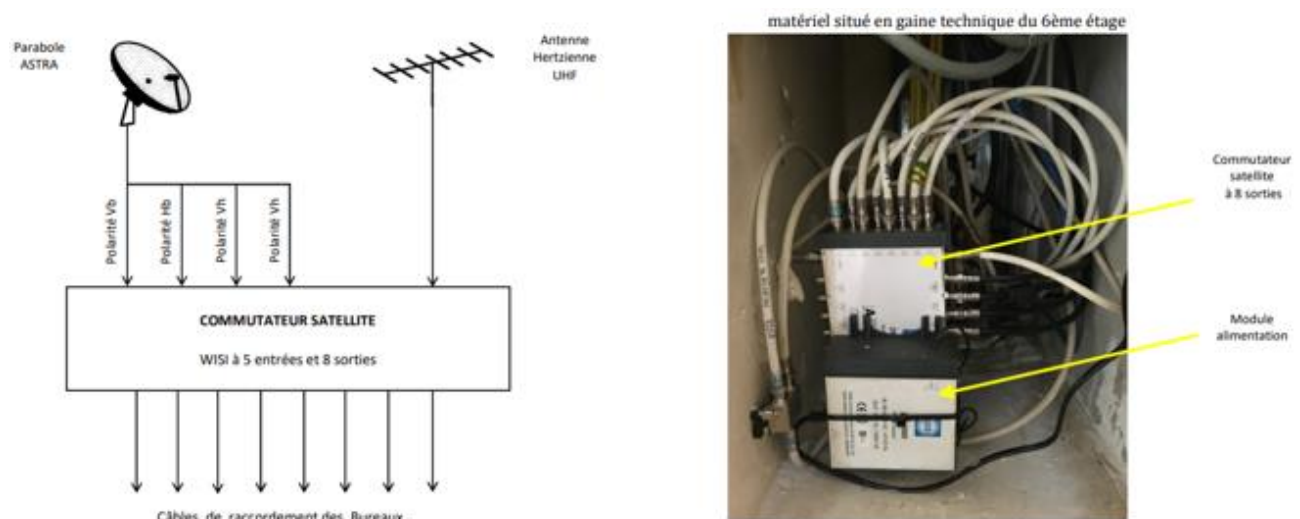 matériel situé en gaine technique du 6ème étage
Parabole
ASTRA
Antenne
Hertzienne
UHF
Polarité Vb
Polarité Hb
Polarité Vh
Polarité Vh
COMMUTATEUR SATELLITE
WISI à 5 entrées et 8 sorties
Câbles de raccordement des Bureaux
Commutateur
satellite
à 8 sorties
Module
alimentation